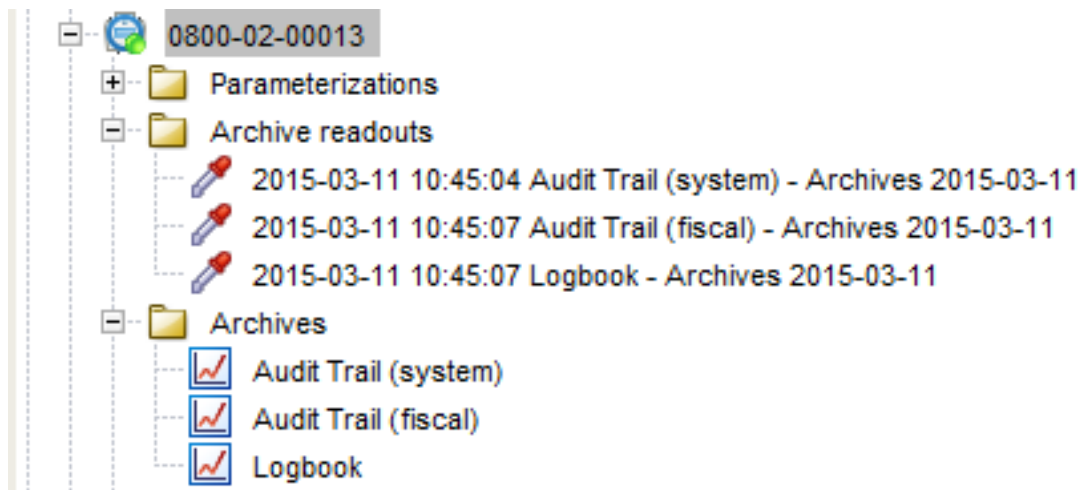 0800-02-00013
Parameterizations
Archive readouts
2015-03-11 10:45:04 Audit Trail (system) - Archives 2015-03-11
2015-03-11 10:45:07 Audit Trail (fiscal) - Archives 2015-03-11
2015-03-11 10:45:07 Logbook - Archives 2015-03-11
Archives
Audit Trail (system)
Audit Trail (fiscal)
Logbook